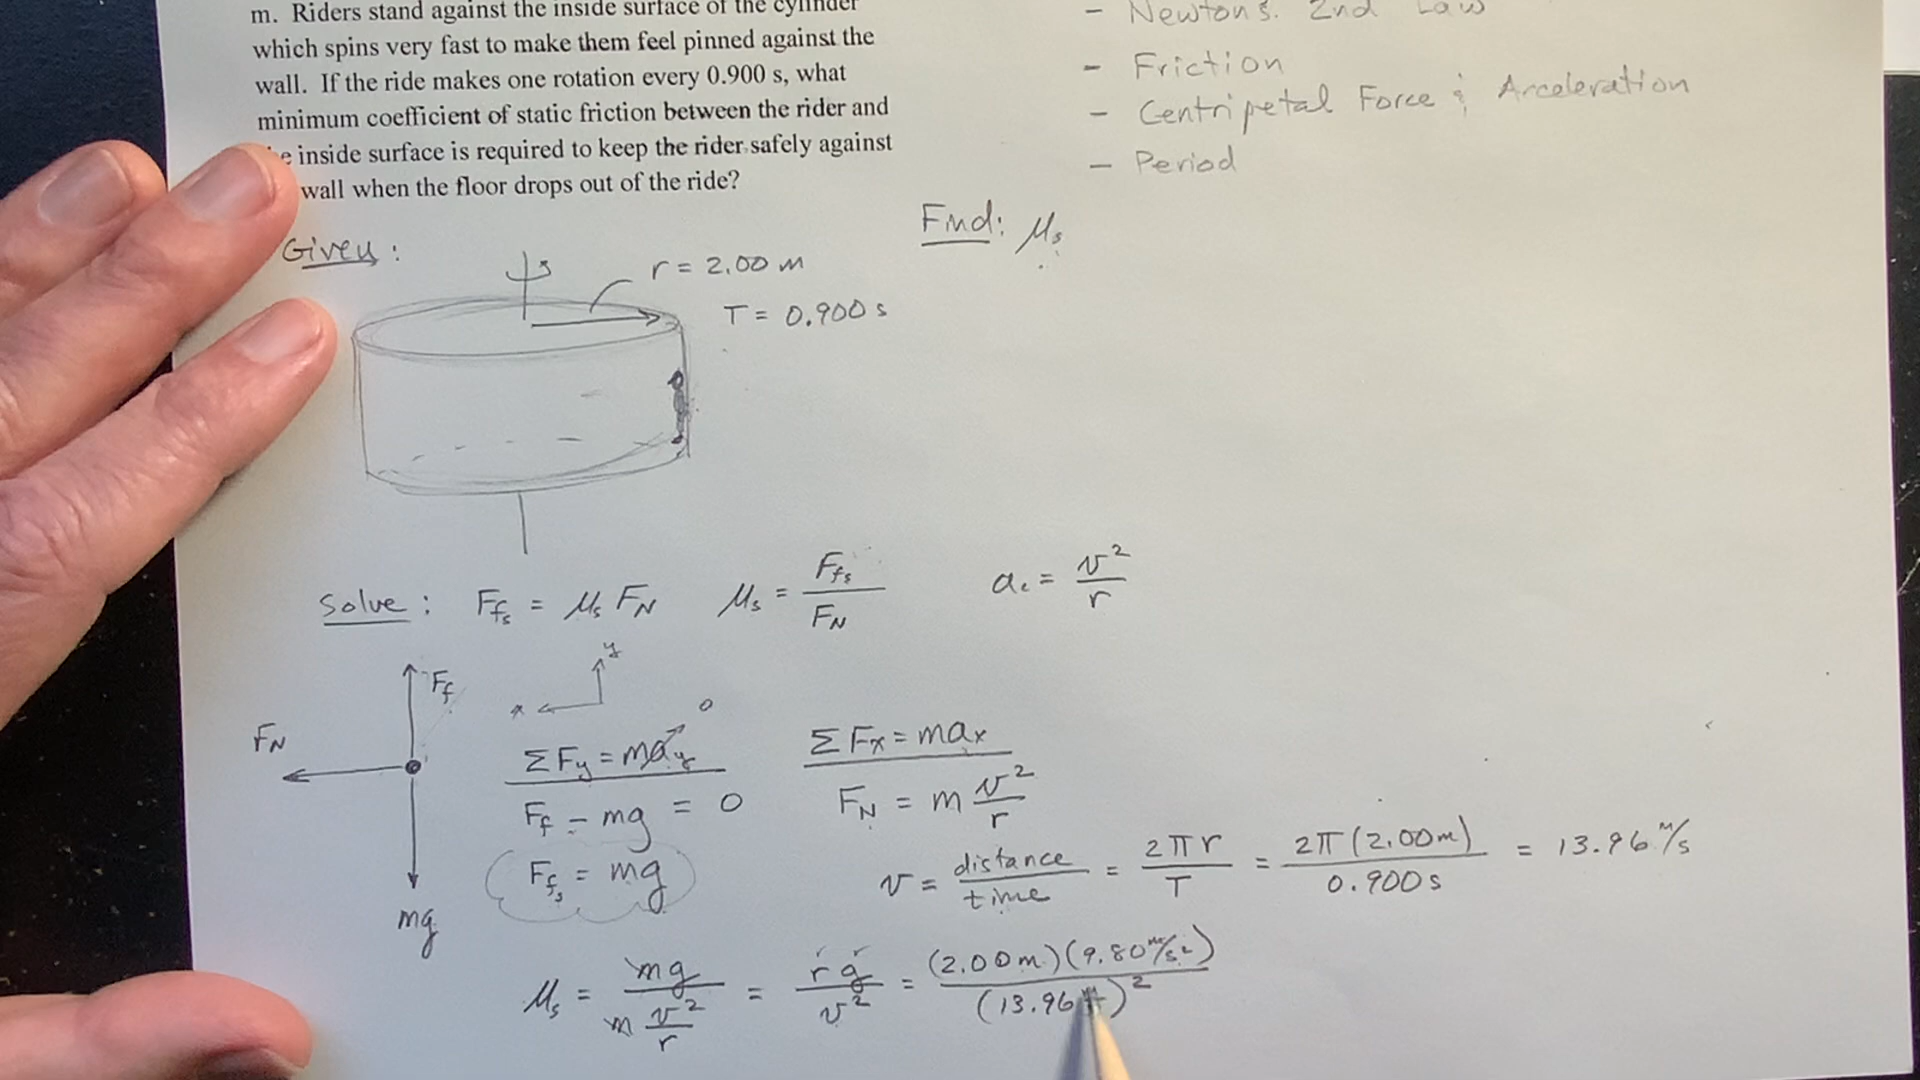 m. Riders stand against the inside surface of the cylinder
which spins very fast to make them feel pinned against the
wall. If the ride makes one rotation every 0.900 s, what
minimum coefficient of static friction between the rider and
e inside surface is required to keep the rider safely against
wall when the floor drops out of the ride?
- Newtons. 2nd Law
- Friction
- Centripetal Force & Acceleration
- Period
Given:
r = 2.00 m
T = 0.900 s
Find: μs
Solve: Ffs = μs FN μs = Ffs / FN ac = v² / r
Ff
FN
mg
y
x
ΣFy = may 0
Ff - mg = 0
Ffs = mg
ΣFx = max
FN = m v² / r
v = distance / time = 2πr / T = 2π(2.00m) / 0.900s = 13.96 m/s
μs = mg / m v²/r = rg / v² = (2.00m)(9.80 m/s²) / (13.96 )²